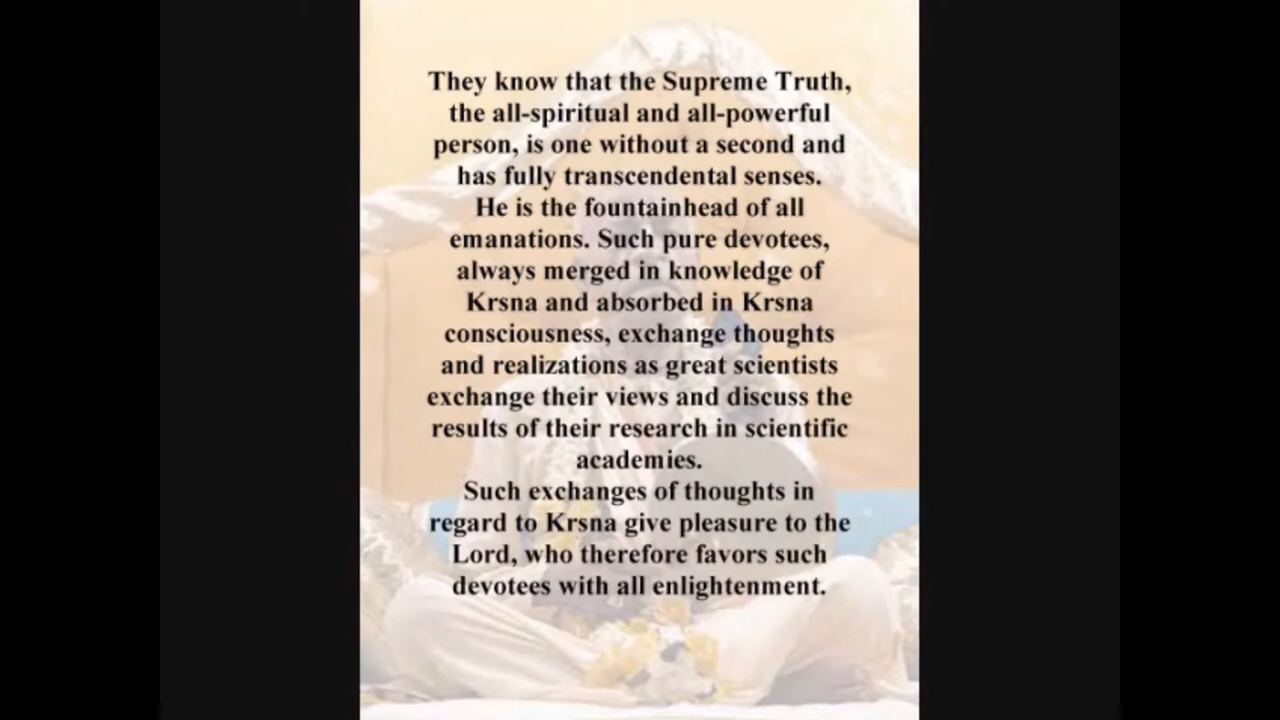 They know that the Supreme Truth,
the all-spiritual and all-powerful
person, is one without a second and
has fully transcendental senses.
He is the fountainhead of all
emanations. Such pure devotees,
always merged in knowledge of
Krsna and absorbed in Krsna
consciousness, exchange thoughts
and realizations as great scientists
exchange their views and discuss the
results of their research in scientific
academies.
Such exchanges of thoughts in
regard to Krsna give pleasure to the
Lord, who therefore favors such
devotees with all enlightenment.